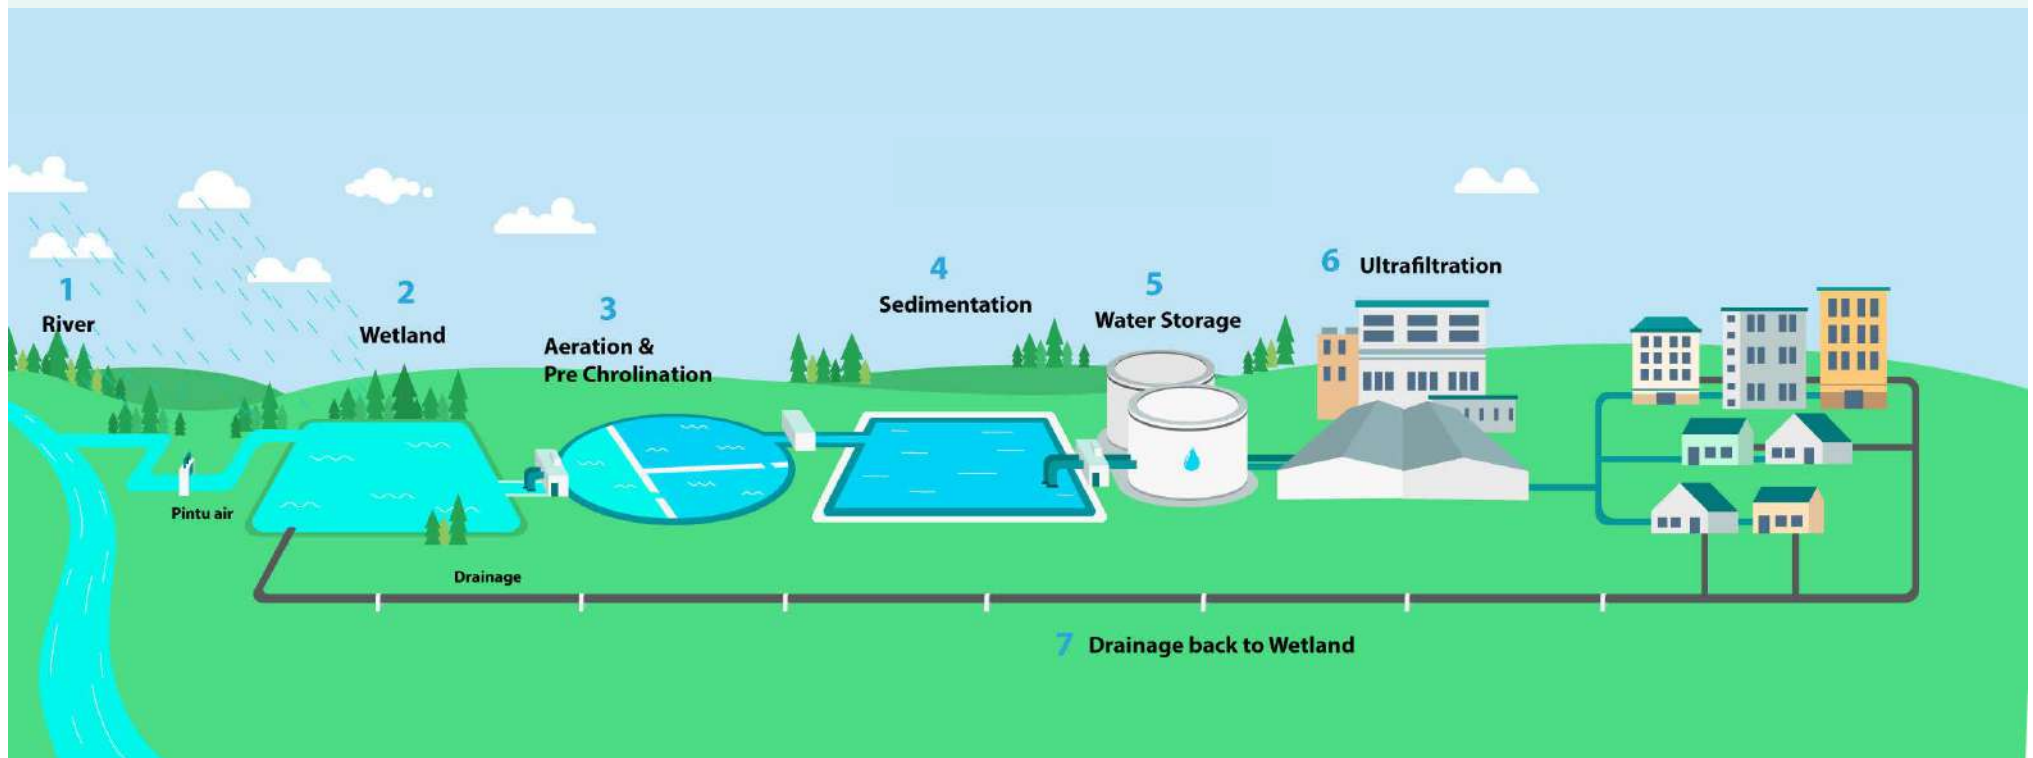 1
River
Pintu air
2
Wetland
3
Aeration &
Pre Chrolination
4
Sedimentation
5
Water Storage
6 Ultrafiltration
Drainage
7 Drainage back to Wetland